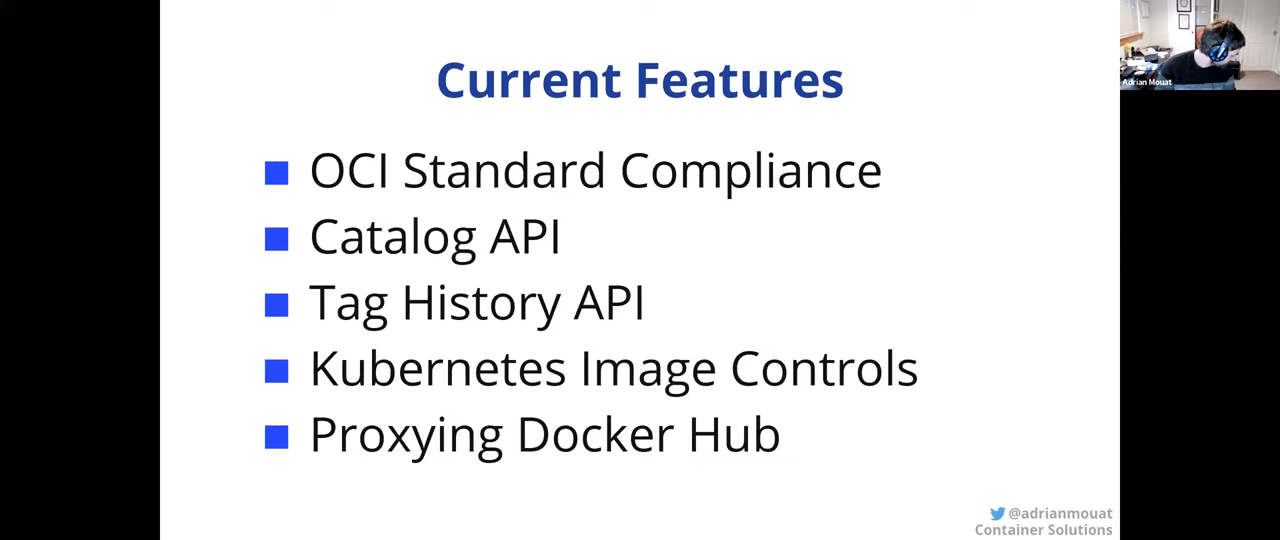 Current Features
OCI Standard Compliance
Catalog API
Tag History API
Kubernetes Image Controls
Proxying Docker Hub
Adrian Mouat
@adrianmouat
Container Solutions